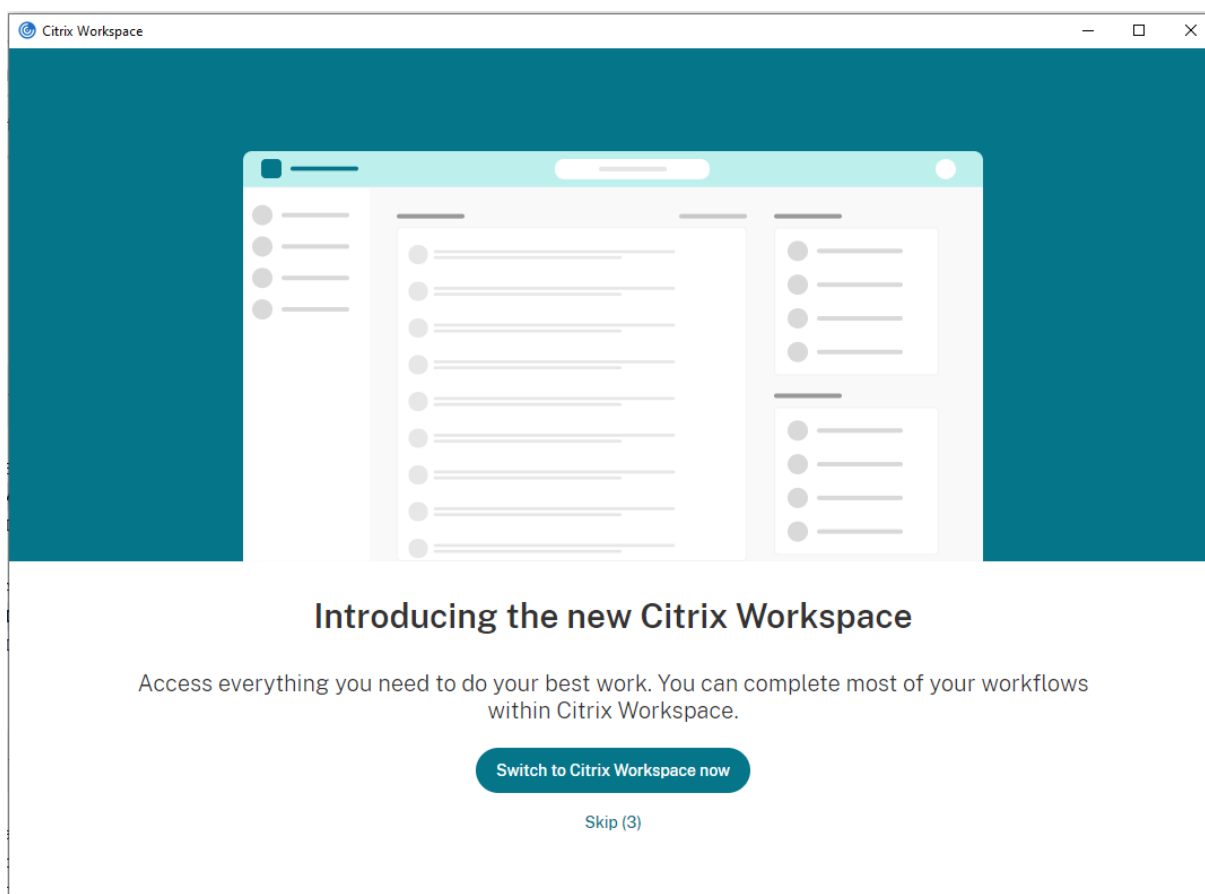 Citrix Workspace
Introducing the new Citrix Workspace
Access everything you need to do your best work. You can complete most of your workflows
within Citrix Workspace.
Switch to Citrix Workspace now
Skip (3)